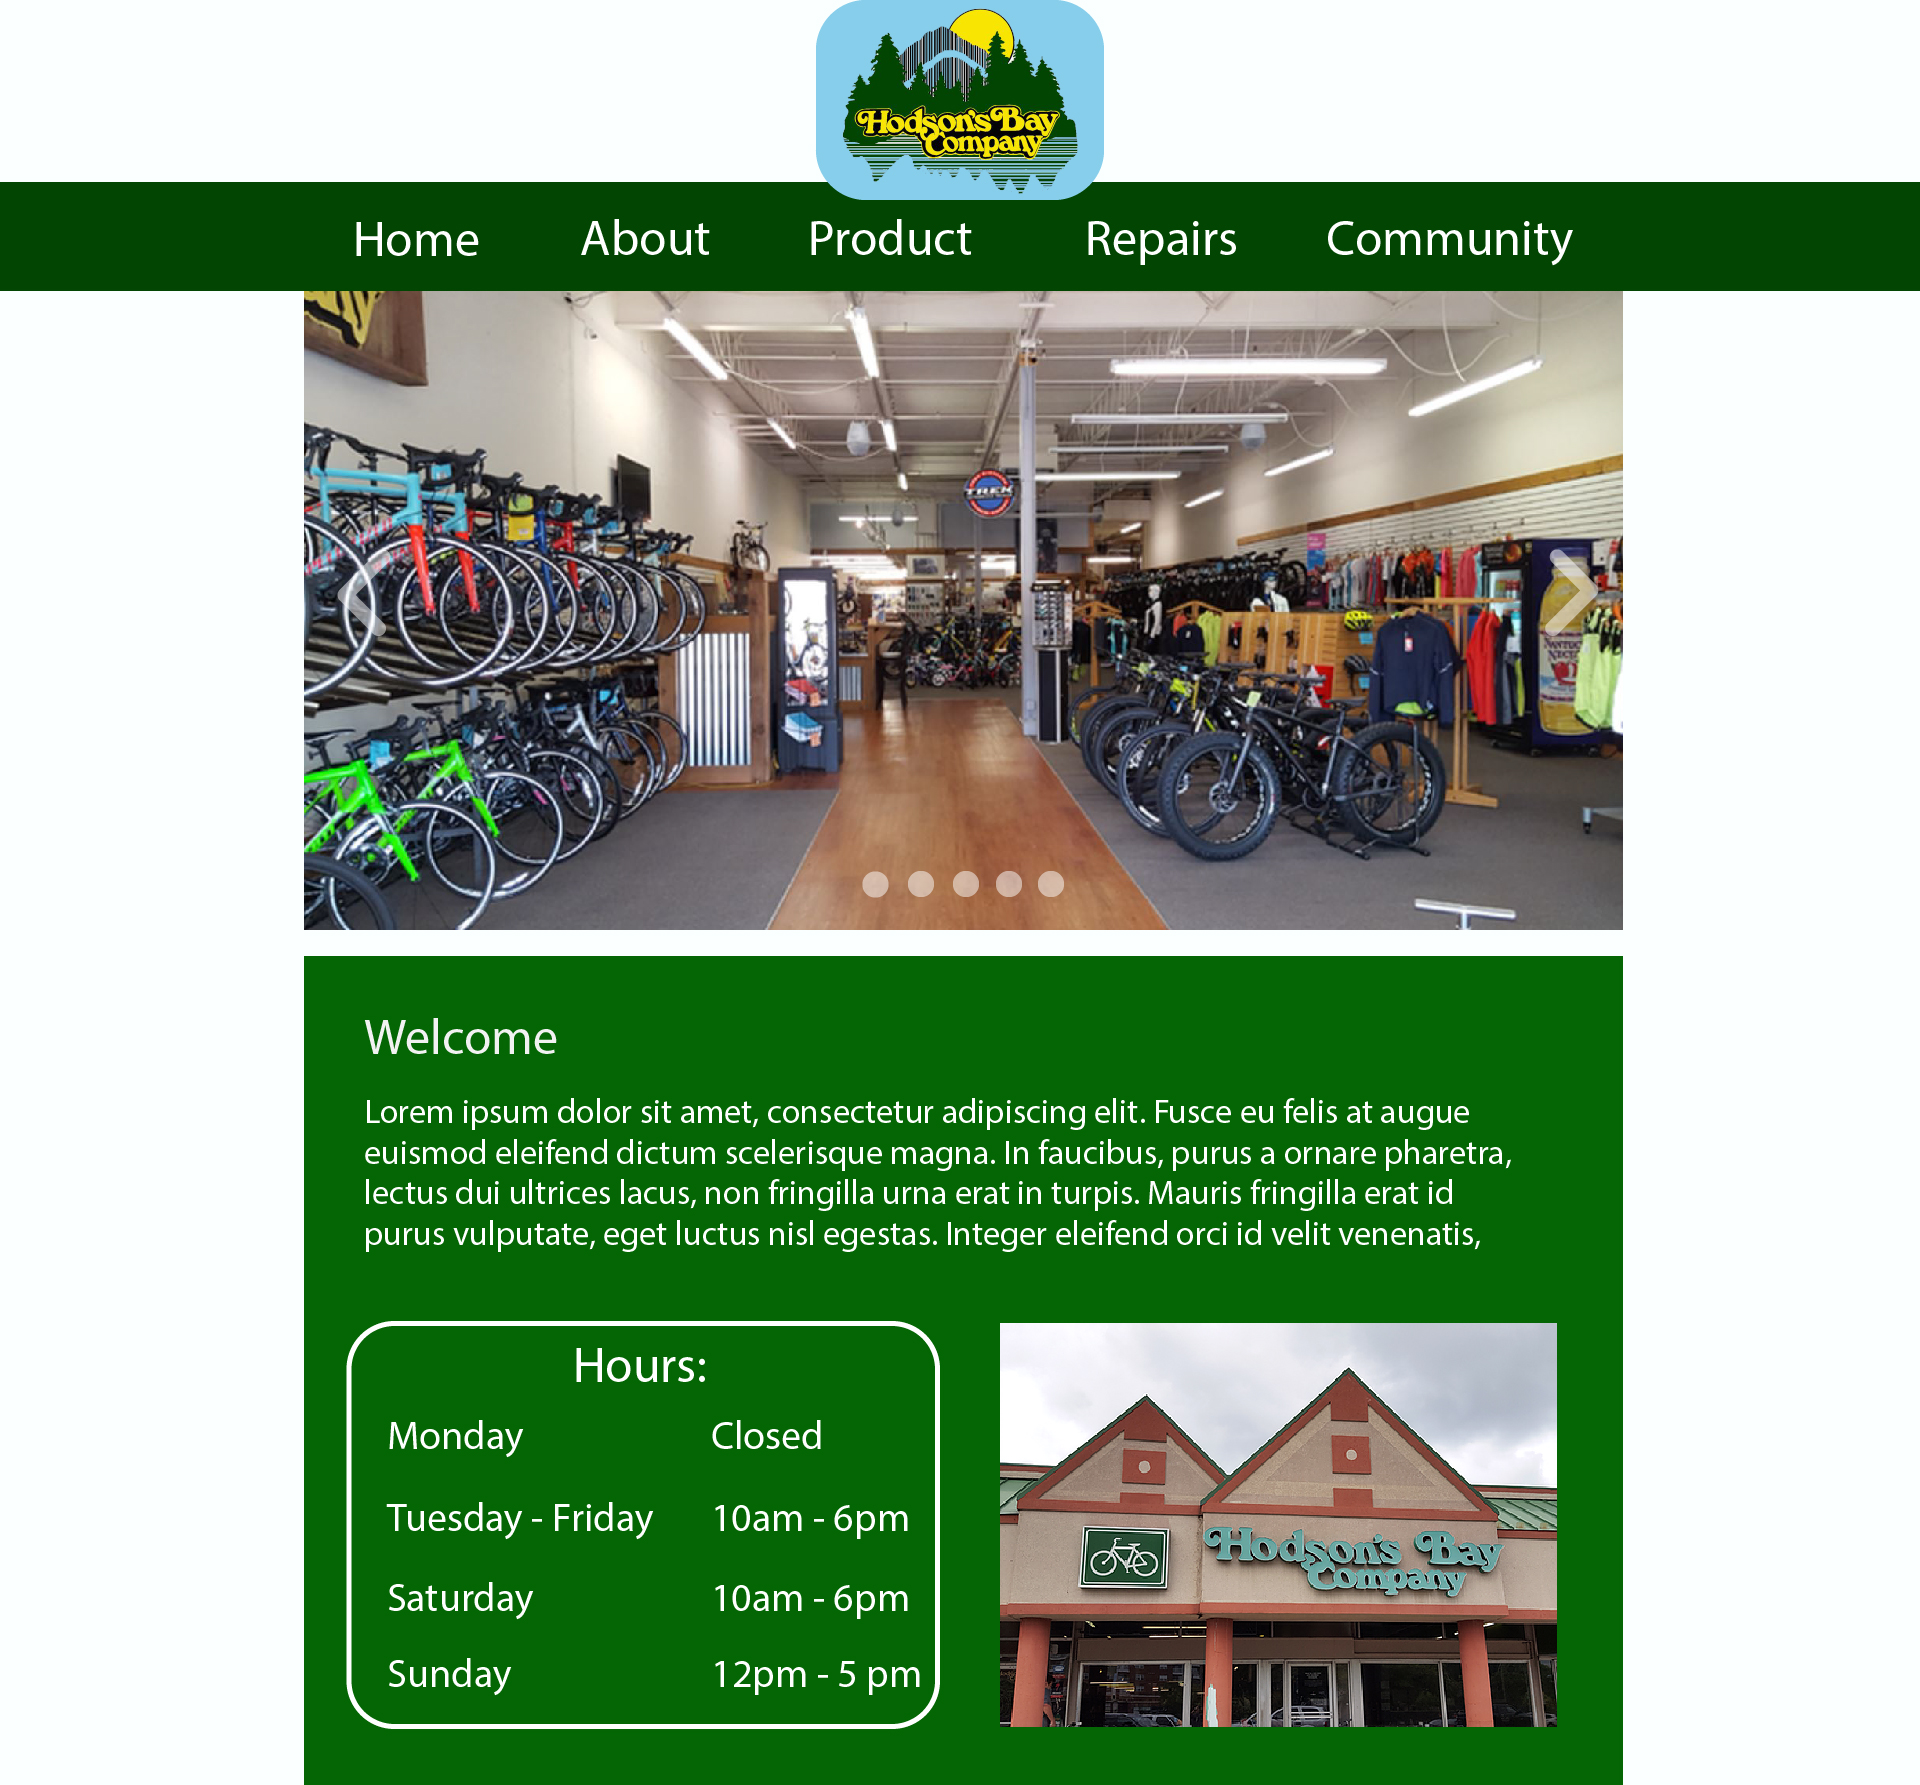 Hodson's Bay
Company
Home About Product Repairs Community
TREK
Welcome
Lorem ipsum dolor sit amet, consectetur adipiscing elit. Fusce eu felis at augue
euismod eleifend dictum scelerisque magna. In faucibus, purus a ornare pharetra,
lectus dui ultrices lacus, non fringilla urna erat in turpis. Mauris fringilla erat id
purus vulputate, eget luctus nisl egestas. Integer eleifend orci id velit venenatis,
Hours:
Monday Closed
Tuesday - Friday 10am - 6pm
Saturday 10am - 6pm
Sunday 12pm - 5 pm
Hodson's Bay
Company